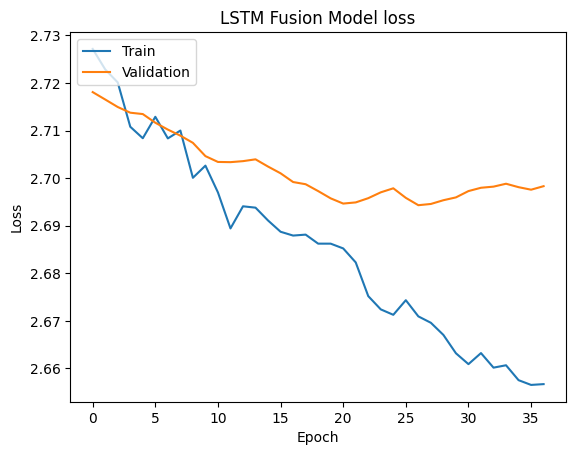 LSTM Fusion Model loss
2.73
2.72
2.71
2.70
2.69
2.68
2.67
2.66
Loss
Train
Validation
0 5 10 15 20 25 30 35
Epoch